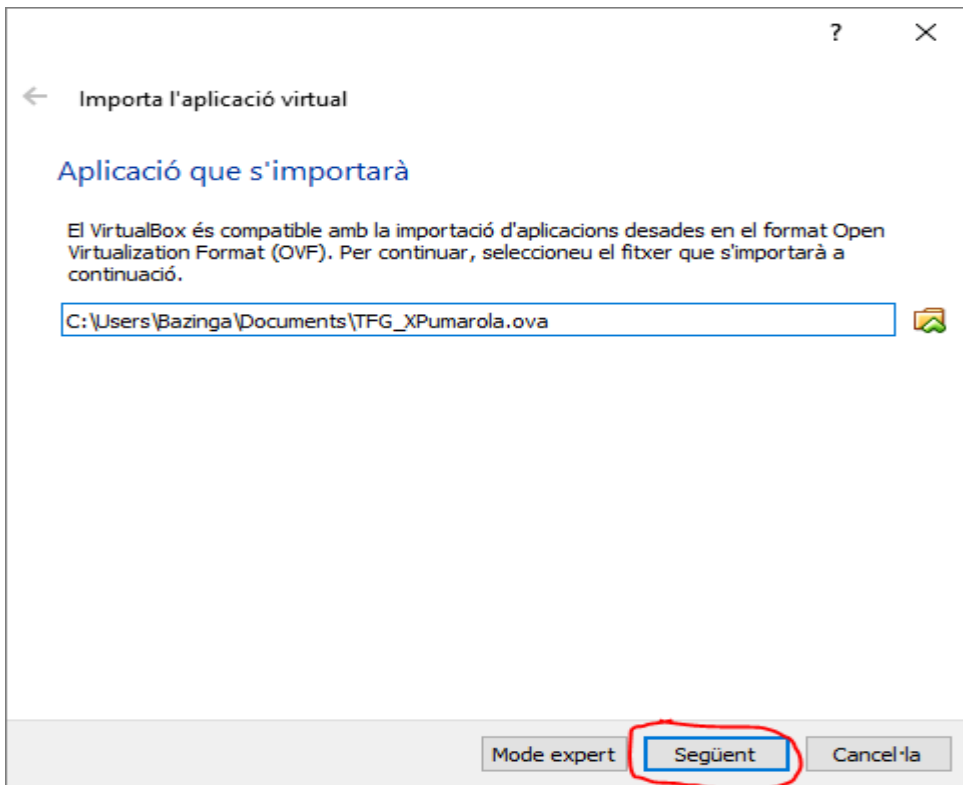 ?
Importa l'aplicació virtual
Aplicació que s'importarà
El VirtualBox és compatible amb la importació d'aplicacions desades en el format Open
Virtualization Format (OVF). Per continuar, seleccioneu el fitxer que s'importarà a
continuació.
C:\Users\Bazinga\Documents\TFG_XPumarola.ova
Mode expert Següent Cancel·la